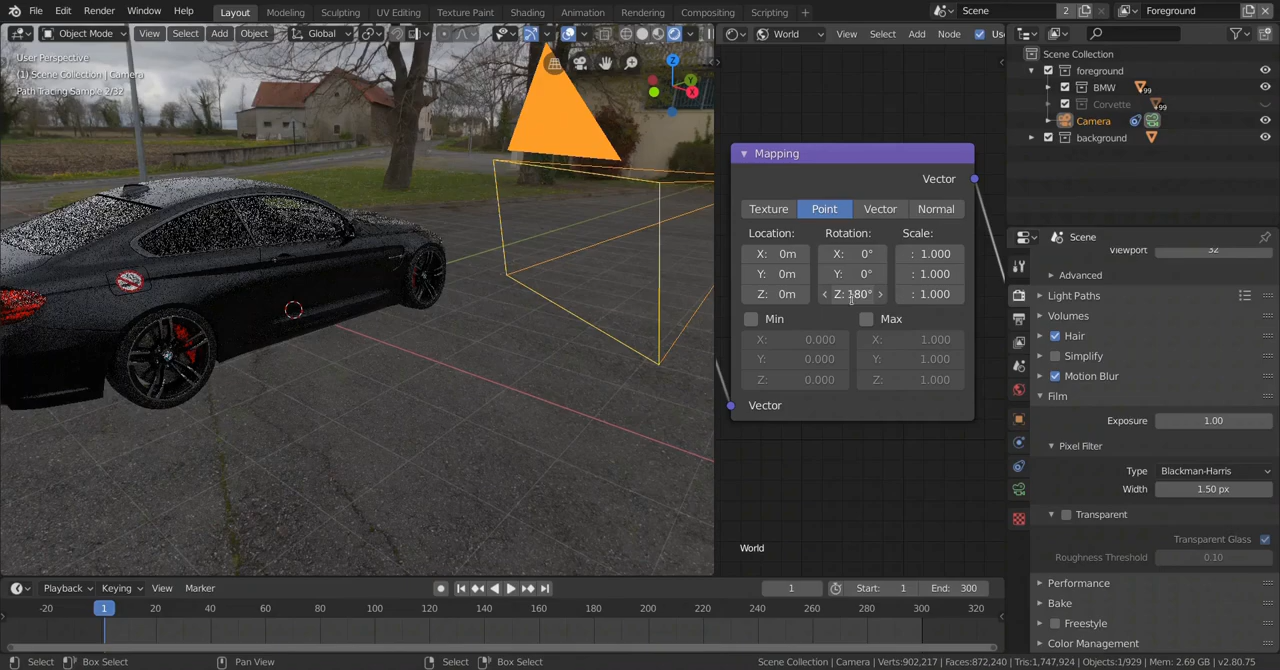 File Edit Render Window Help Layout Modeling Sculpting UV Editing Texture Paint Shading Animation Rendering Compositing Scripting + Scene 2 Foreground
Object Mode View Select Add Object Global World View Select Add Node Us
User Perspective
(1) Scene Collection | Camera
Path Tracing Sample 2/32
Z
Y
X
Mapping
Vector
Texture Point Vector Normal
Location: Rotation: Scale:
X: 0m X: 0° : 1.000
Y: 0m Y: 0° : 1.000
Z: 0m Z: 180° : 1.000
Min Max
X: 0.000 X: 1.000
Y: 0.000 Y: 1.000
Z: 0.000 Z: 1.000
Vector
World
Scene Collection
foreground
BMW 99
Corvette 99
Camera
background
Scene
Viewport 32
Advanced
Light Paths
Volumes
Hair
Simplify
Motion Blur
Film
Exposure 1.00
Pixel Filter
Type Blackman-Harris
Width 1.50 px
Transparent
Transparent Glass
Roughness Threshold 0.10
Performance
Bake
Freestyle
Color Management
Playback Keying View Marker 1 Start: 1 End: 300
-20 1 20 40 60 80 100 120 140 160 180 200 220 240 260 280 300 320
Select Box Select Pan View Select Box Select Scene Collection | Camera | Verts:902,217 | Faces:872,240 | Tris:1,747,924 | Objects:1/929 | Mem: 2.69 GB | v2.80.75